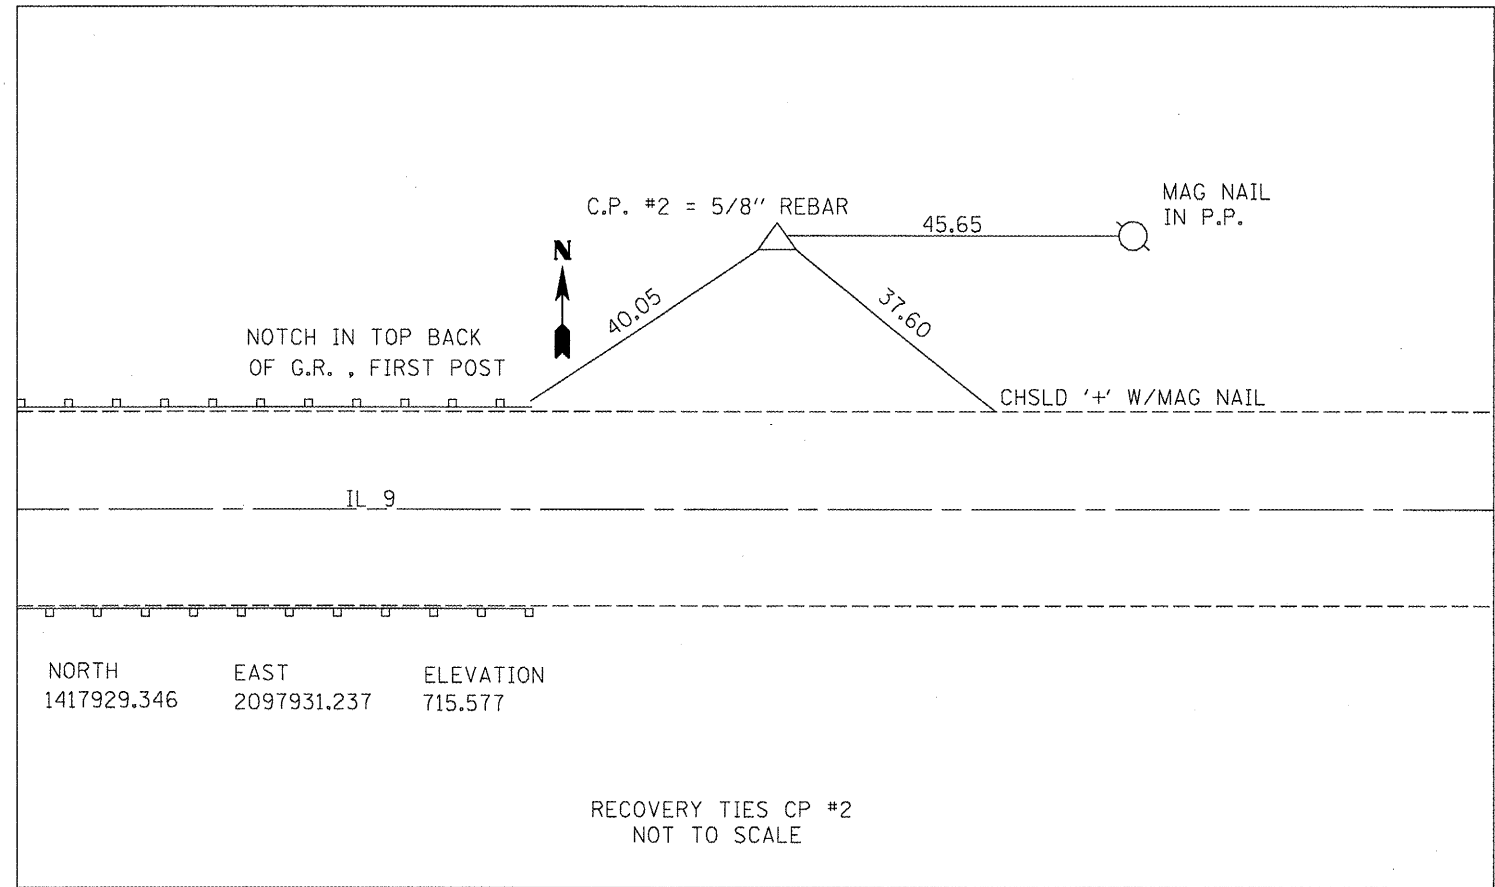 MAG NAIL
IN P.P.
C.P. #2 = 5/8" REBAR
45.65
N
40.05
37.60
NOTCH IN TOP BACK
OF G.R. , FIRST POST
CHSLD '+' W/MAG NAIL
IL 9
NORTH EAST ELEVATION
1417929.346 2097931.237 715.577
RECOVERY TIES CP #2
NOT TO SCALE